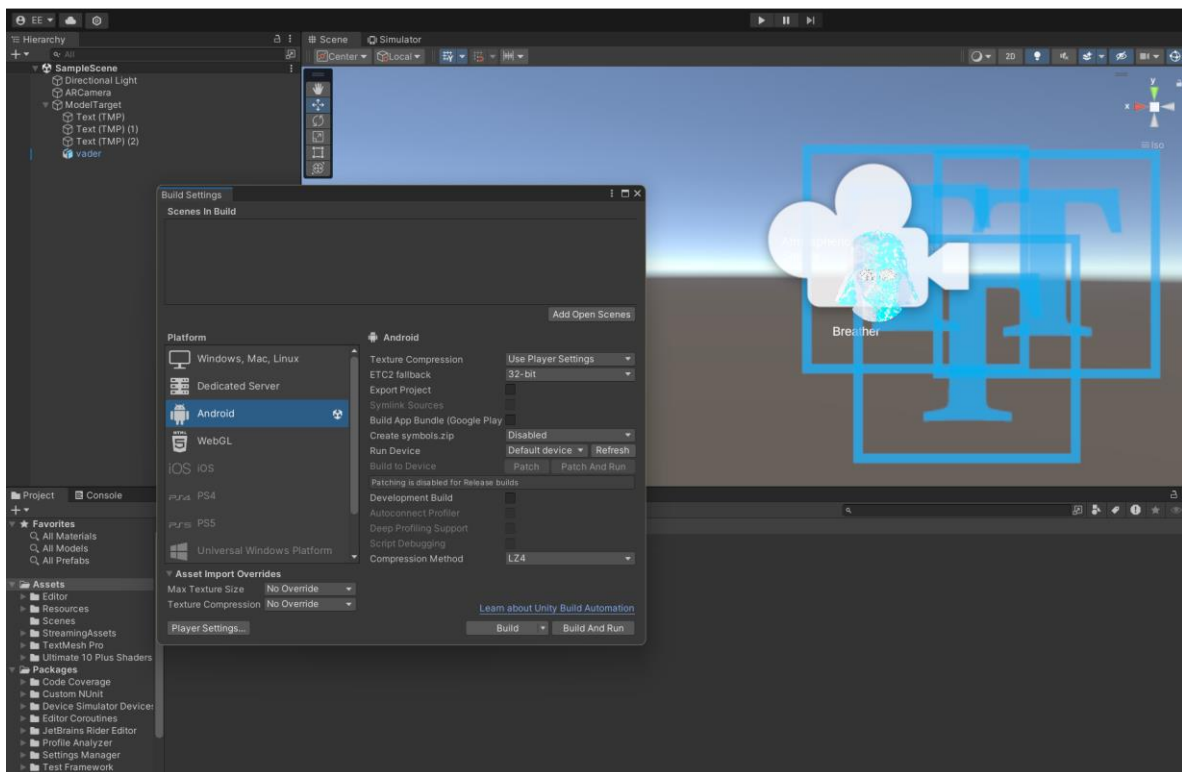 EE
Hierarchy
All
SampleScene
Directional Light
ARCamera
ModelTarget
Text (TMP)
Text (TMP) (1)
Text (TMP) (2)
vader
Scene
Simulator
Center
Local
2D
y
x
Iso
Breather
Build Settings
Scenes In Build
Add Open Scenes
Platform
Windows, Mac, Linux
Dedicated Server
Android
HTML
5
WebGL
iOS iOS
PS4 PS4
PS5 PS5
Universal Windows Platform
Android
Texture Compression Use Player Settings
ETC2 fallback 32-bit
Export Project
Symlink Sources
Build App Bundle (Google Play
Create symbols.zip Disabled
Run Device Default device Refresh
Build to Device Patch Patch And Run
Patching is disabled for Release builds
Development Build
Autoconnect Profiler
Deep Profiling Support
Script Debugging
Compression Method LZ4
Asset Import Overrides
Max Texture Size No Override
Texture Compression No Override
Learn about Unity Build Automation
Player Settings...
Build
Build And Run
Project
Console
Favorites
All Materials
All Models
All Prefabs
Assets
Editor
Resources
Scenes
StreamingAssets
TextMesh Pro
Ultimate 10 Plus Shaders
Packages
Code Coverage
Custom NUnit
Device Simulator Devices
Editor Coroutines
JetBrains Rider Editor
Profile Analyzer
Settings Manager
Test Framework